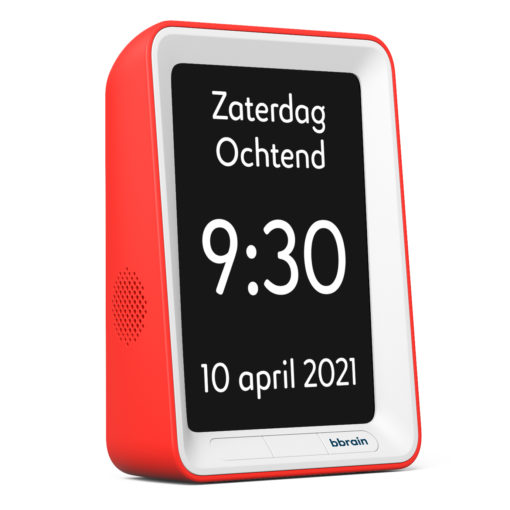 Zaterdag
Ochtend
9:30
10 april 2021
bbrain